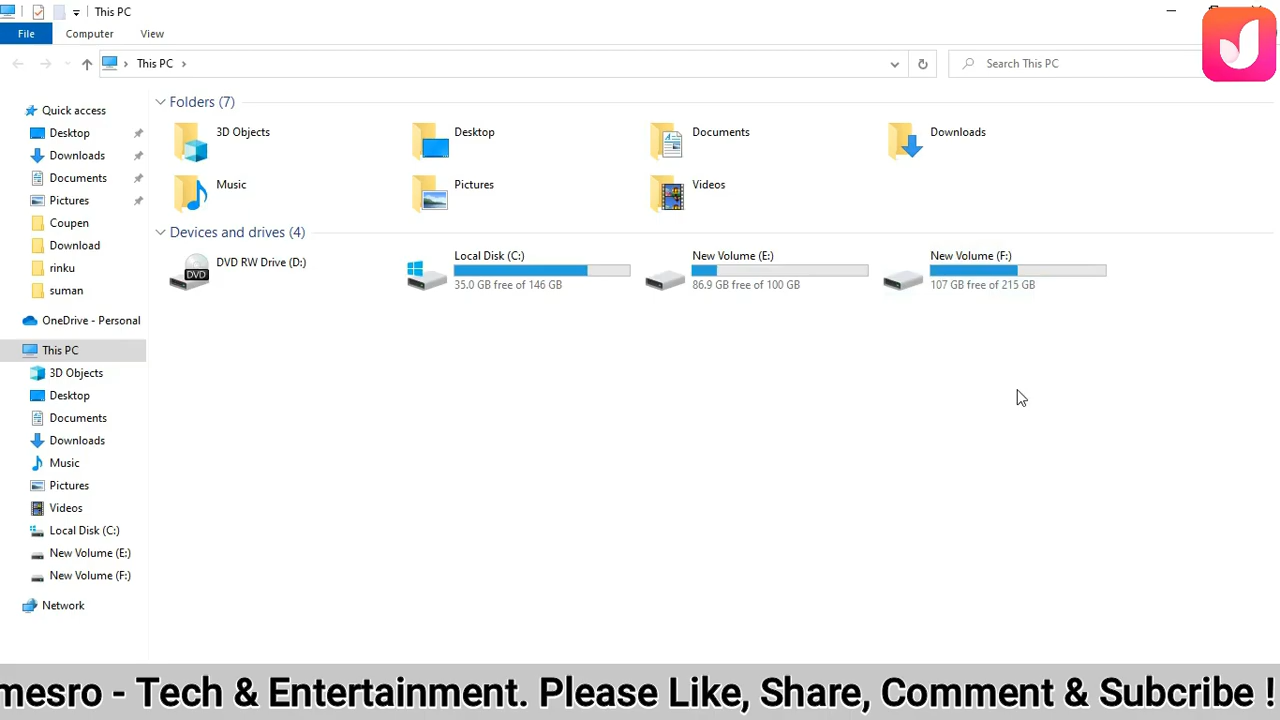 This PC
File
Computer
View
This PC
Search This PC
Quick access
Desktop
Downloads
Documents
Pictures
Coupen
Download
rinku
suman
OneDrive - Personal
This PC
3D Objects
Desktop
Documents
Downloads
Music
Pictures
Videos
Local Disk (C:)
New Volume (E:)
New Volume (F:)
Network
Folders (7)
3D Objects
Desktop
Documents
Downloads
Music
Pictures
Videos
Devices and drives (4)
DVD RW Drive (D:)
DVD
Local Disk (C:)
35.0 GB free of 146 GB
New Volume (E:)
86.9 GB free of 100 GB
New Volume (F:)
107 GB free of 215 GB
mesro - Tech & Entertainment. Please Like, Share, Comment & Subcribe !